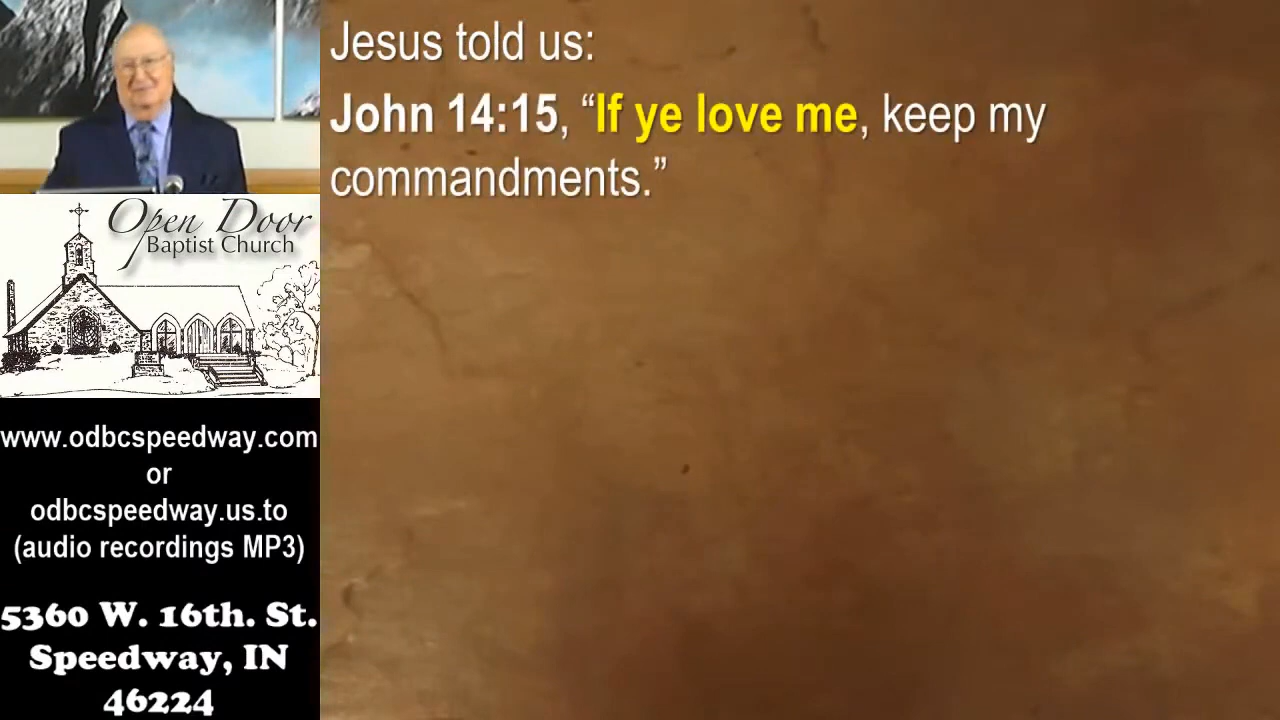 Jesus told us:
John 14:15, “If ye love me, keep my
commandments.”
Open Door
Baptist Church
www.odbcspeedway.com
or
odbcspeedway.us.to
(audio recordings MP3)
5360 W. 16th. St.
Speedway, IN
46224